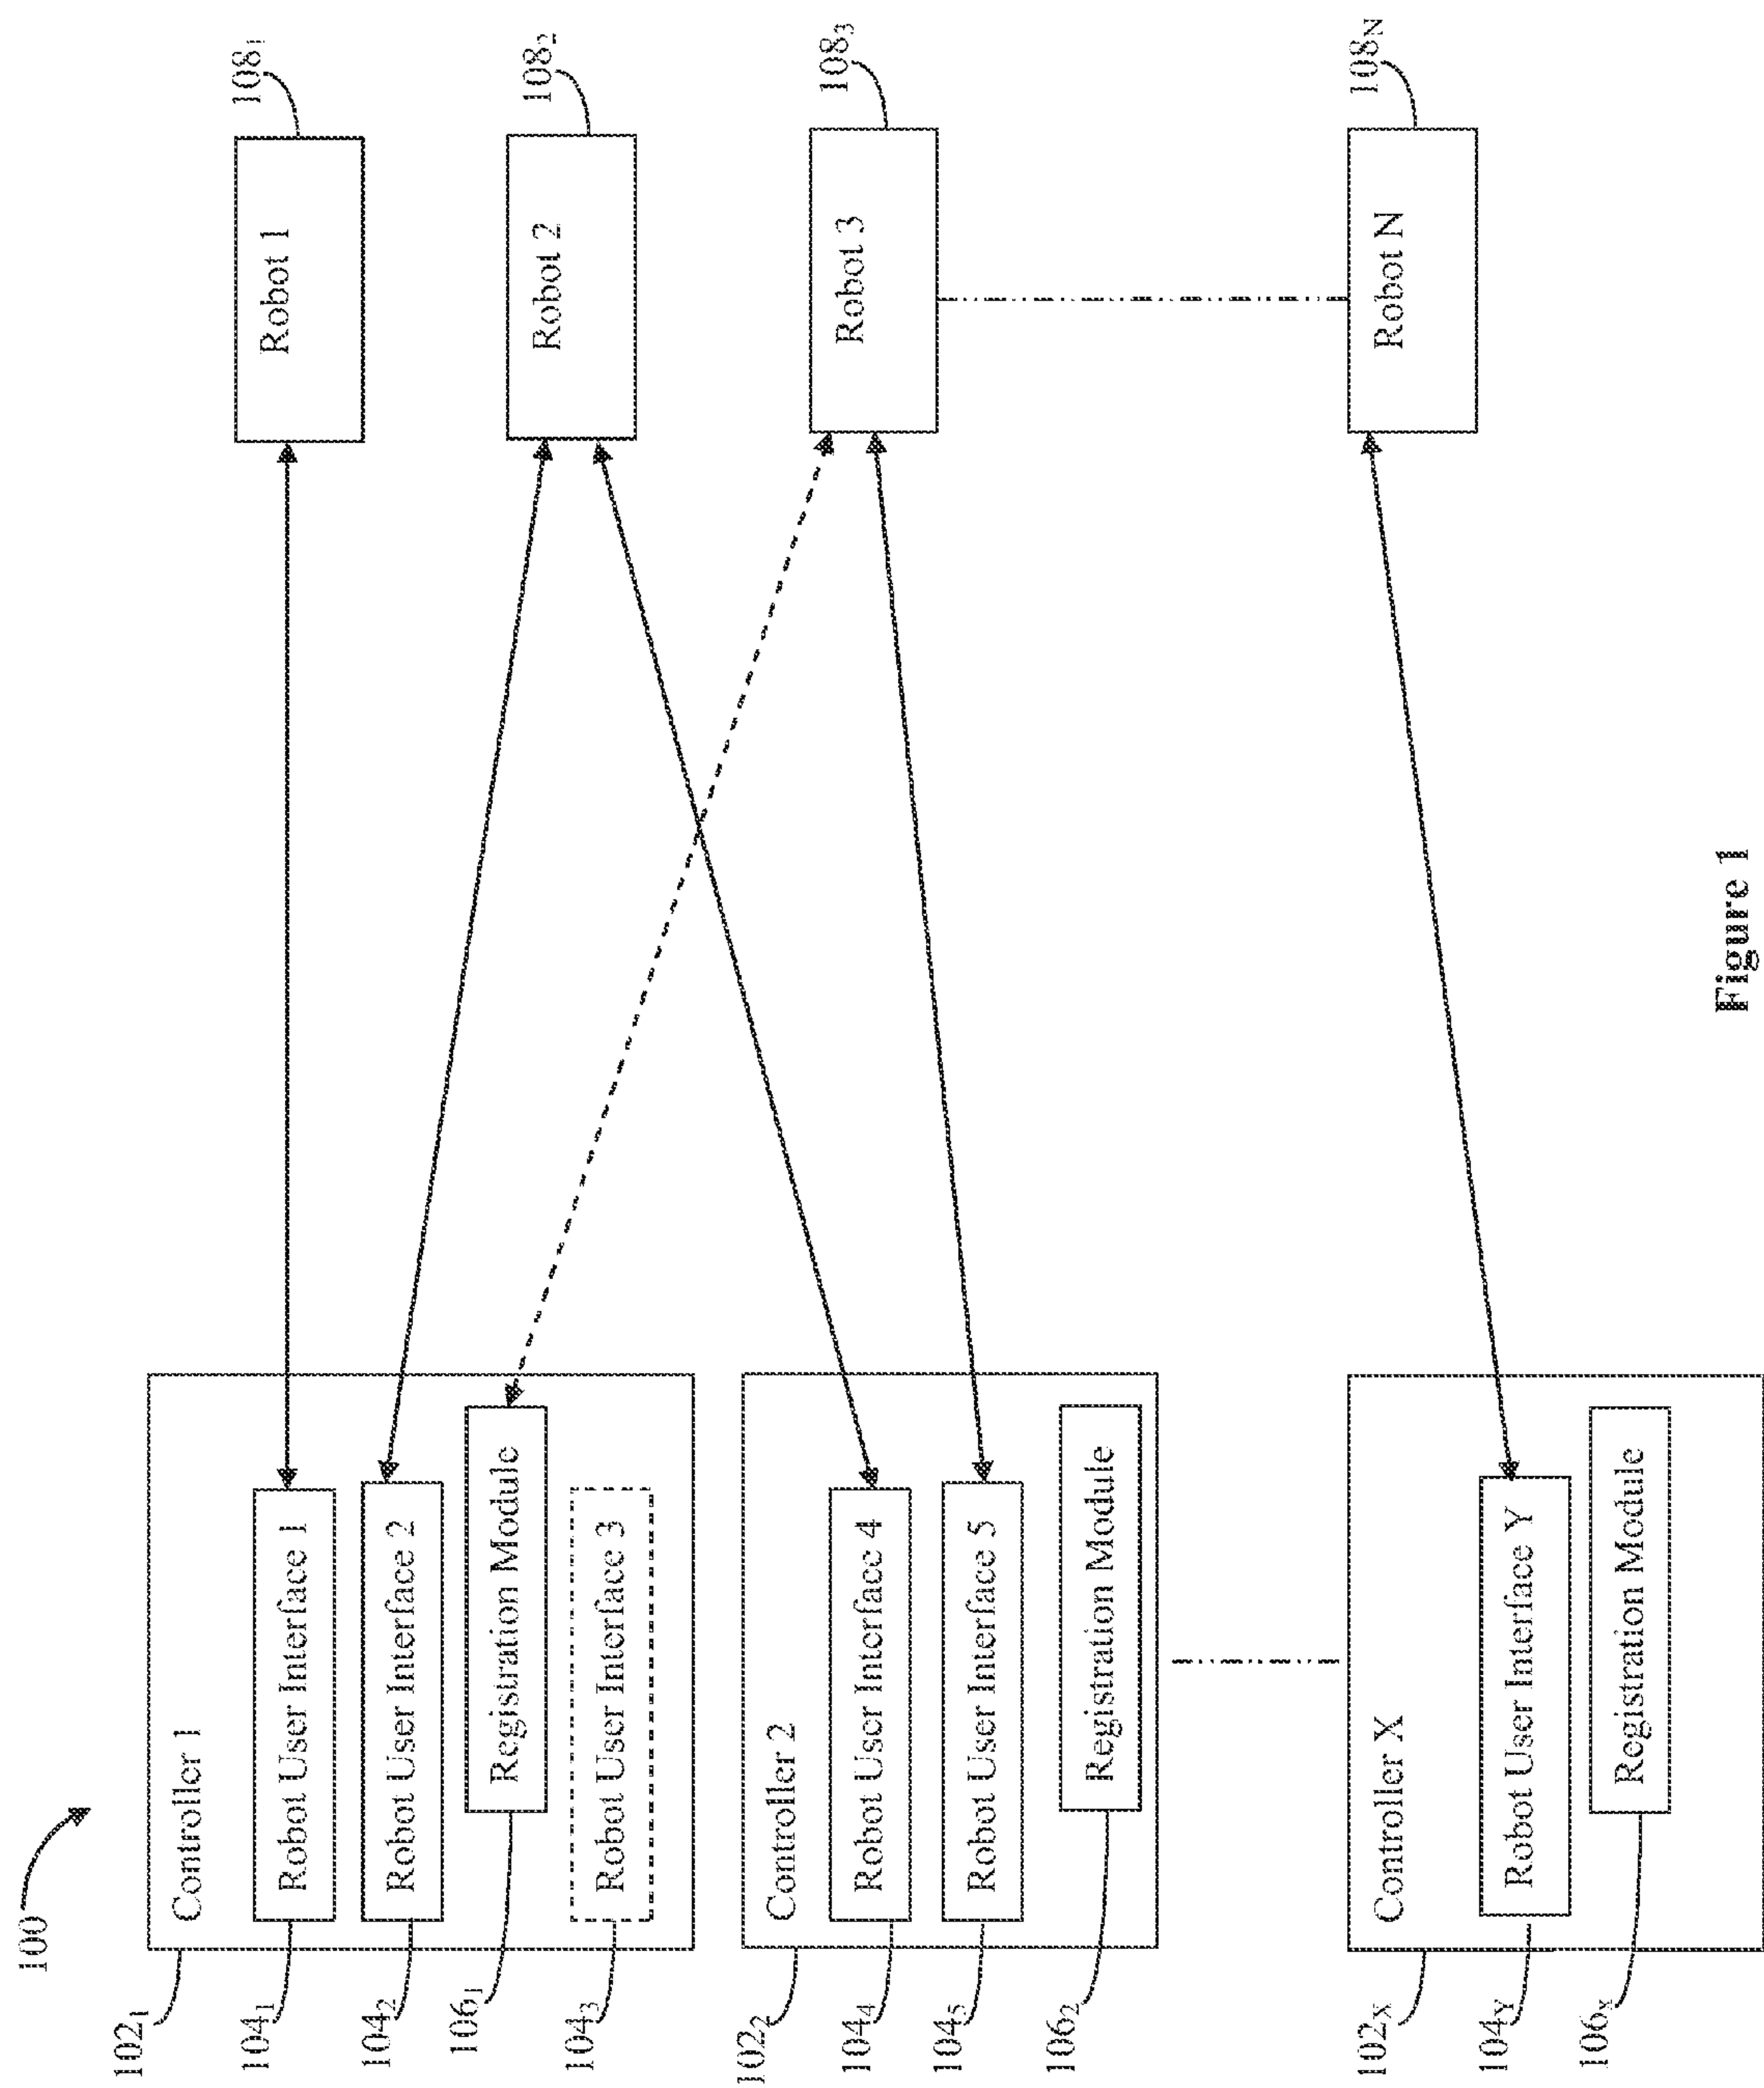 100
102₁
Controller 1
104₁
Robot User Interface 1
104₂
Robot User Interface 2
106₁
Registration Module
104₃
Robot User Interface 3
102₂
Controller 2
104₄
Robot User Interface 4
104₅
Robot User Interface 5
106₂
Registration Module
102X
Controller X
104Y
Robot User Interface Y
106X
Registration Module
Robot 1
108₁
Robot 2
108₂
Robot 3
108₃
Robot N
108N
Figure 1